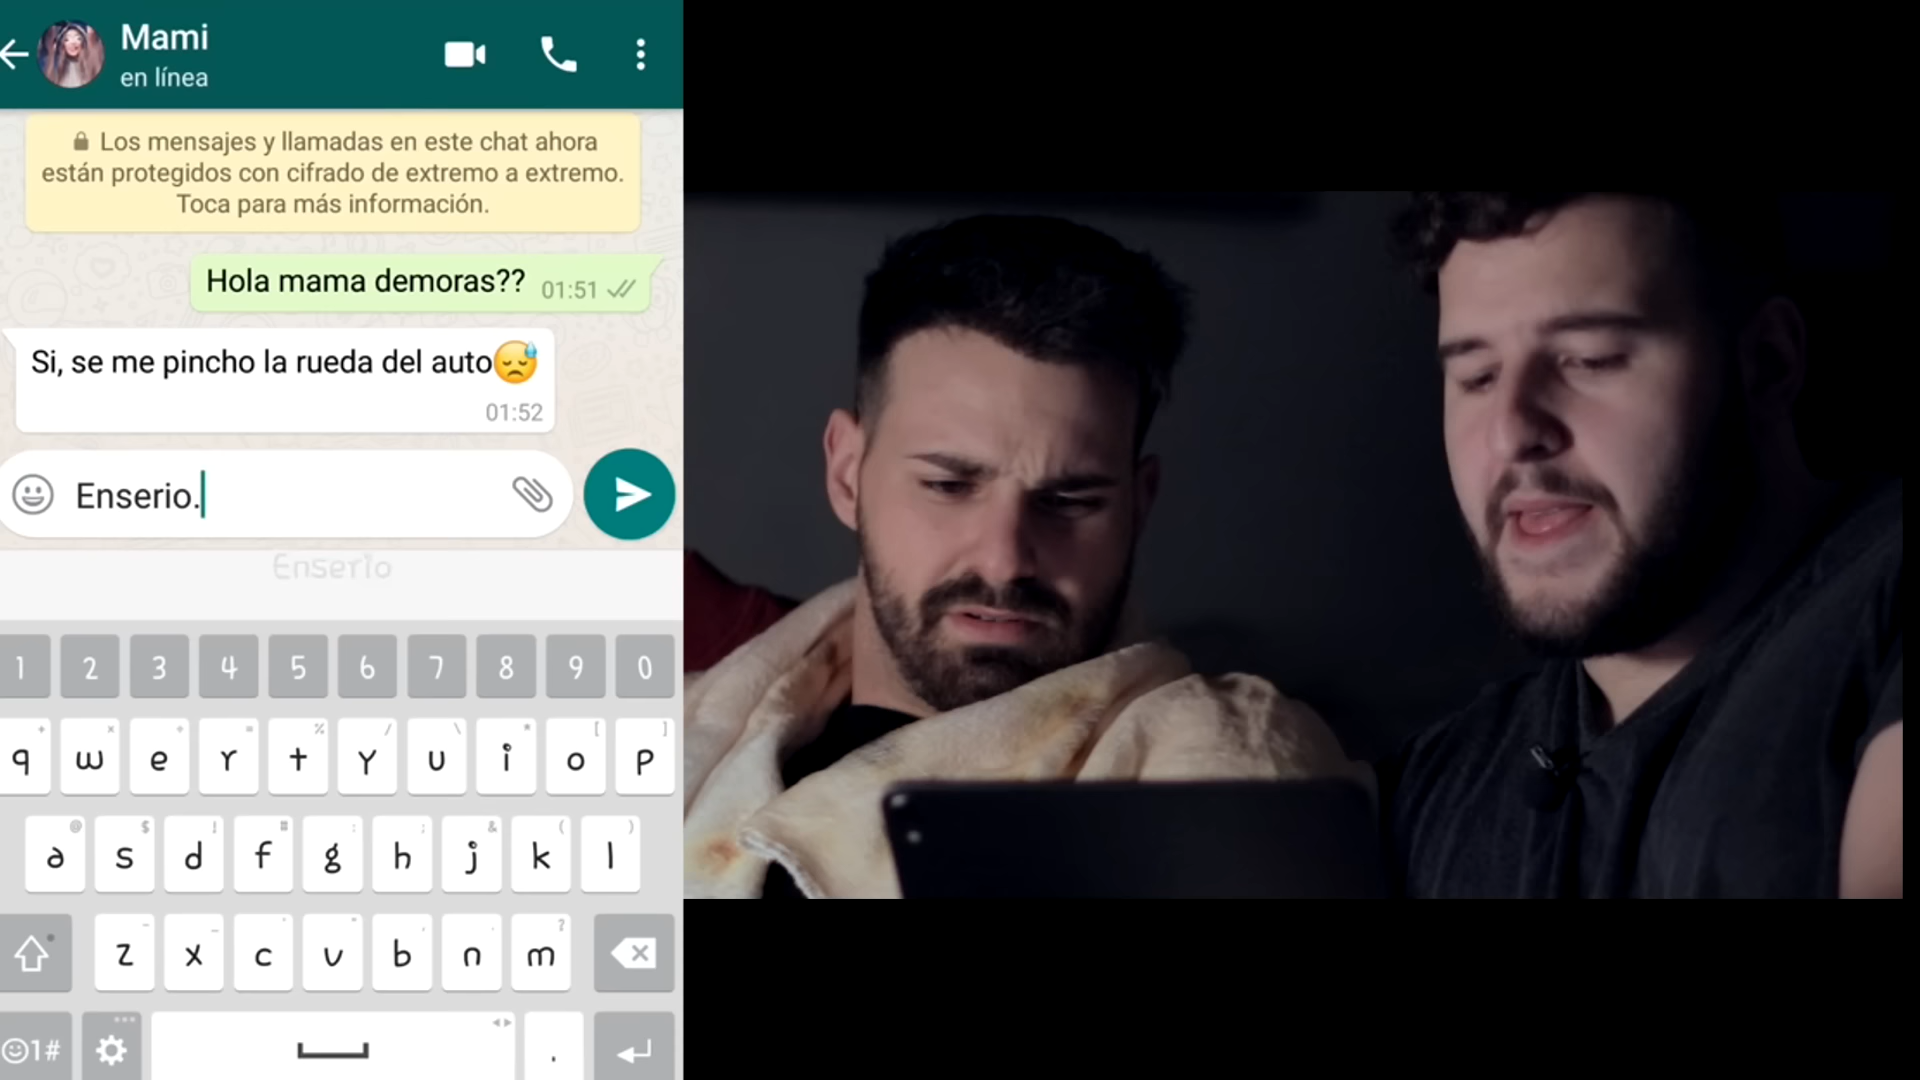 Mami
en línea
Los mensajes y llamadas en este chat ahora
están protegidos con cifrado de extremo a extremo.
Toca para más información.
Hola mama demoras?? 01:51
Si, se me pincho la rueda del auto😓
01:52
Enserio.
Enserio
1 2 3 4 5 6 7 8 9 0
+ × ÷ = % / \ * [ ]
q w e r t y u i o p
@ $ ! # : ; & ( )
a s d f g h j k l
- _ ' " , . ?
z x c v b n m
1# .